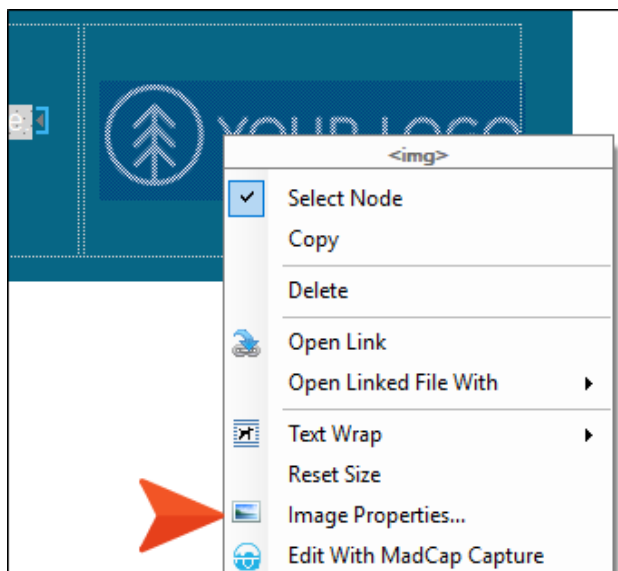 e
YOUR LOGO
<img>
Select Node
Copy
Delete
Open Link
Open Linked File With
Text Wrap
Reset Size
Image Properties...
Edit With MadCap Capture